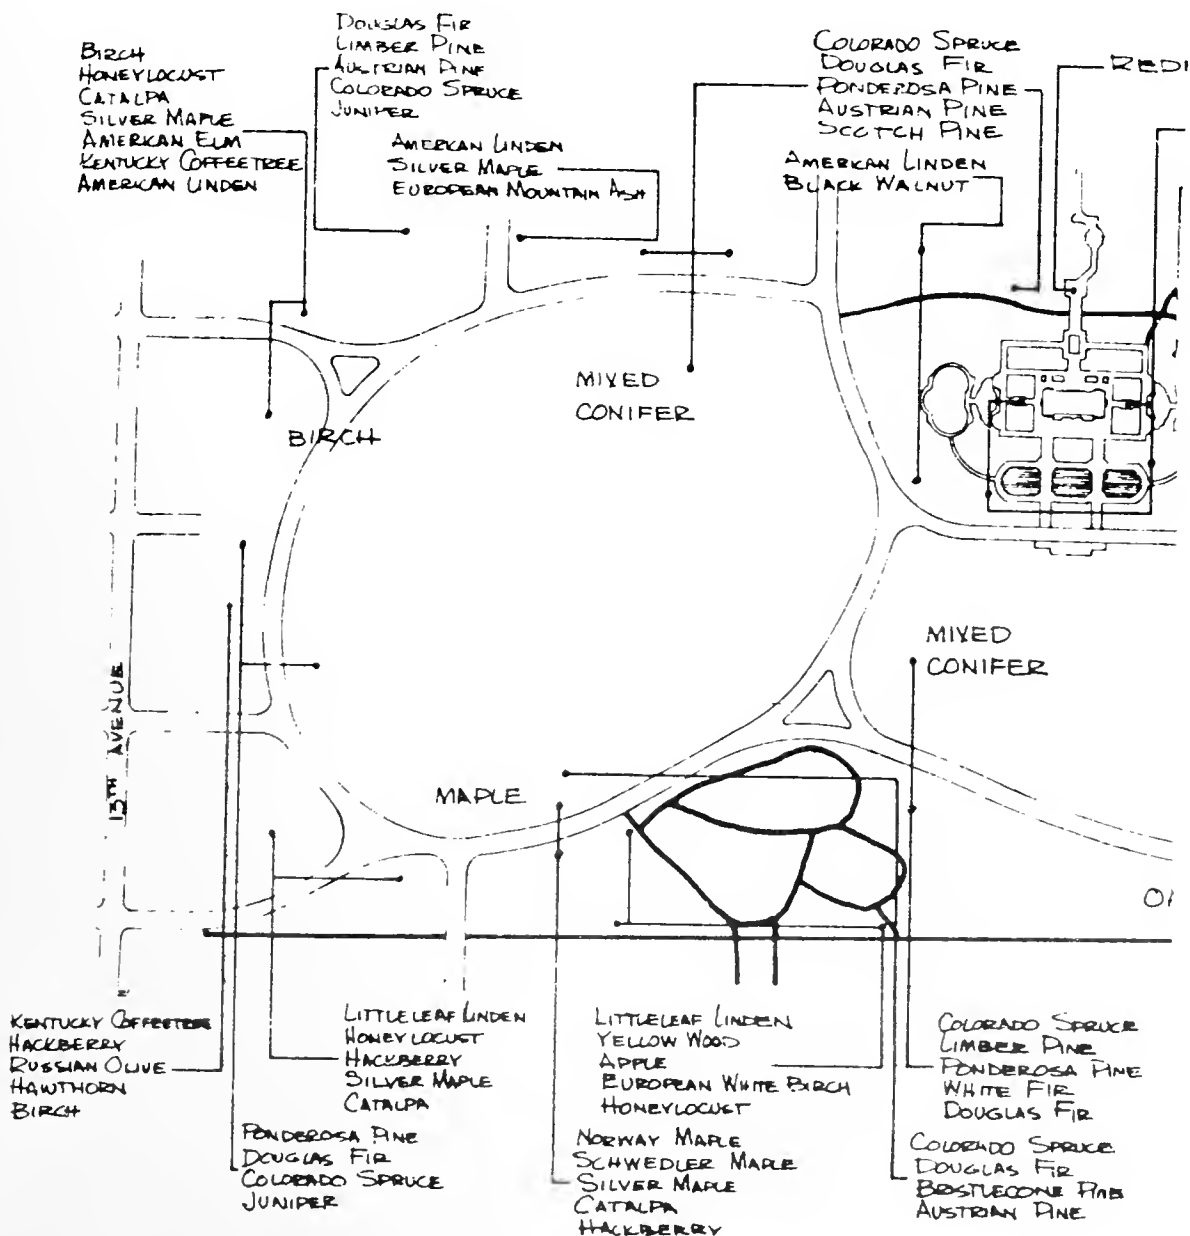 BIRCH
HONEYLOCUST
CATALPA
SILVER MAPLE
AMERICAN ELM
KENTUCKY COFFEETREE
AMERICAN LINDEN
DOUGLAS FIR
LIMBER PINE
AUSTRIAN PINE
COLORADO SPRUCE
JUNIPER
AMERICAN LINDEN
SILVER MAPLE
EUROPEAN MOUNTAIN ASH
COLORADO SPRUCE
DOUGLAS FIR
PONDEROSA PINE
AUSTRIAN PINE
SCOTCH PINE
AMERICAN LINDEN
BLACK WALNUT
MIXED
CONIFER
BIRCH
MIXED
CONIFER
13TH AVENUE
MAPLE
KENTUCKY COFFEETREE
HACKBERRY
RUSSIAN OLIVE
HAWTHORN
BIRCH
LITTLELEAF LINDEN
HONEYLOCUST
HACKBERRY
SILVER MAPLE
CATALPA
LITTLELEAF LINDEN
YELLOW WOOD
APPLE
EUROPEAN WHITE BIRCH
HONEYLOCUST
COLORADO SPRUCE
LIMBER PINE
PONDEROSA PINE
WHITE FIR
DOUGLAS FIR
PONDEROSA PINE
DOUGLAS FIR
COLORADO SPRUCE
JUNIPER
NORWAY MAPLE
SCHWEDLER MAPLE
SILVER MAPLE
CATALPA
HACKBERRY
COLORADO SPRUCE
DOUGLAS FIR
BRISTLECONE PINE
AUSTRIAN PINE